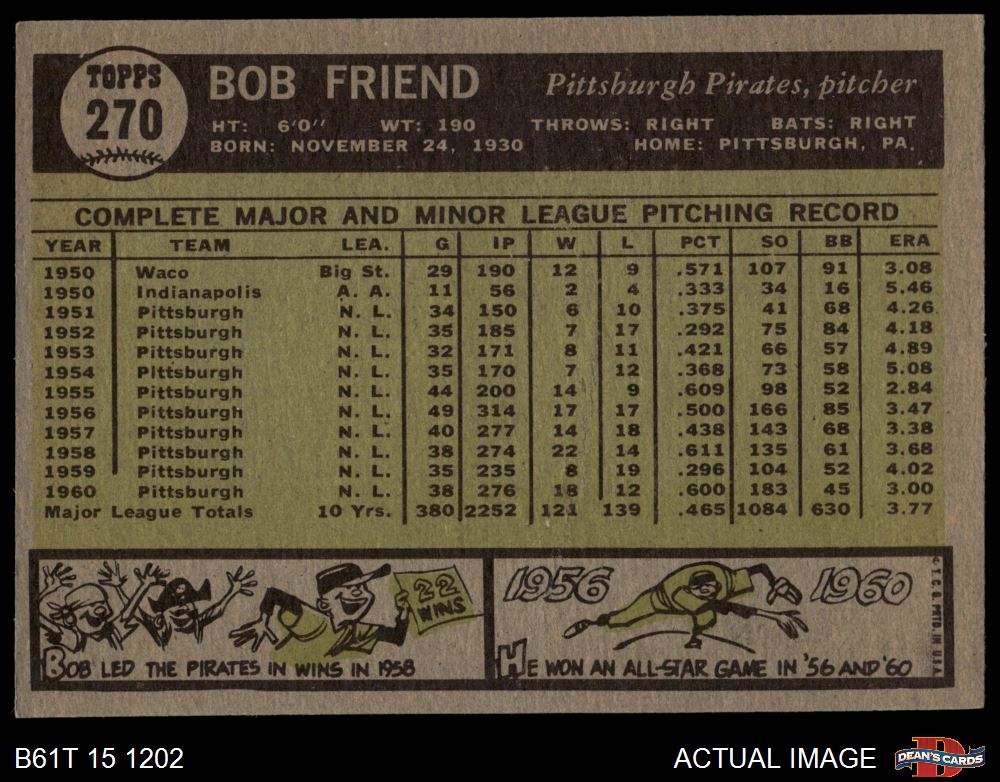 TOPPS
270
BOB FRIEND Pittsburgh Pirates, pitcher
HT: 6'0" WT: 190 THROWS: RIGHT BATS: RIGHT
BORN: NOVEMBER 24, 1930 HOME: PITTSBURGH, PA.
COMPLETE MAJOR AND MINOR LEAGUE PITCHING RECORD
YEAR TEAM LEA. G IP W L PCT SO BB ERA
1950 Waco Big St. 29 190 12 9 .571 107 91 3.08
1950 Indianapolis A. A. 11 56 2 4 .333 34 16 5.46
1951 Pittsburgh N. L. 34 150 6 10 .375 41 68 4.26
1952 Pittsburgh N. L. 35 185 7 17 .292 75 84 4.18
1953 Pittsburgh N. L. 32 171 8 11 .421 66 57 4.89
1954 Pittsburgh N. L. 35 170 7 12 .368 73 58 5.08
1955 Pittsburgh N. L. 44 200 14 9 .609 98 52 2.84
1956 Pittsburgh N. L. 49 314 17 17 .500 166 85 3.47
1957 Pittsburgh N. L. 40 277 14 18 .438 143 68 3.38
1958 Pittsburgh N. L. 38 274 22 14 .611 135 61 3.68
1959 Pittsburgh N. L. 35 235 8 19 .296 104 52 4.02
1960 Pittsburgh N. L. 38 276 18 12 .600 183 45 3.00
Major League Totals 10 Yrs. 380 2252 121 139 .465 1084 630 3.77
22
WINS
BOB LED THE PIRATES IN WINS IN 1958
1956 1960
HE WON AN ALL-STAR GAME IN '56 AND '60
© T. C. G. PRTD. IN U.S.A.
B61T 15 1202 ACTUAL IMAGE
D
DEAN'S CARDS